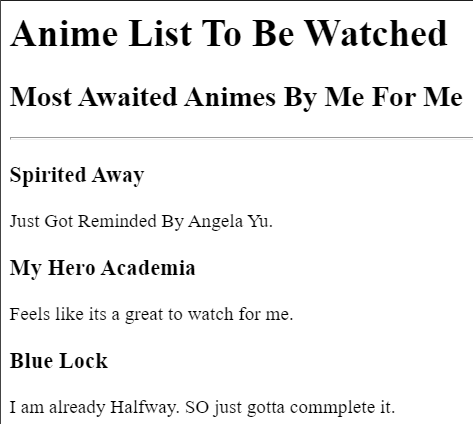 Anime List To Be Watched
Most Awaited Animes By Me For Me
Spirited Away
Just Got Reminded By Angela Yu.
My Hero Academia
Feels like its a great to watch for me.
Blue Lock
I am already Halfway. SO just gotta commplete it.